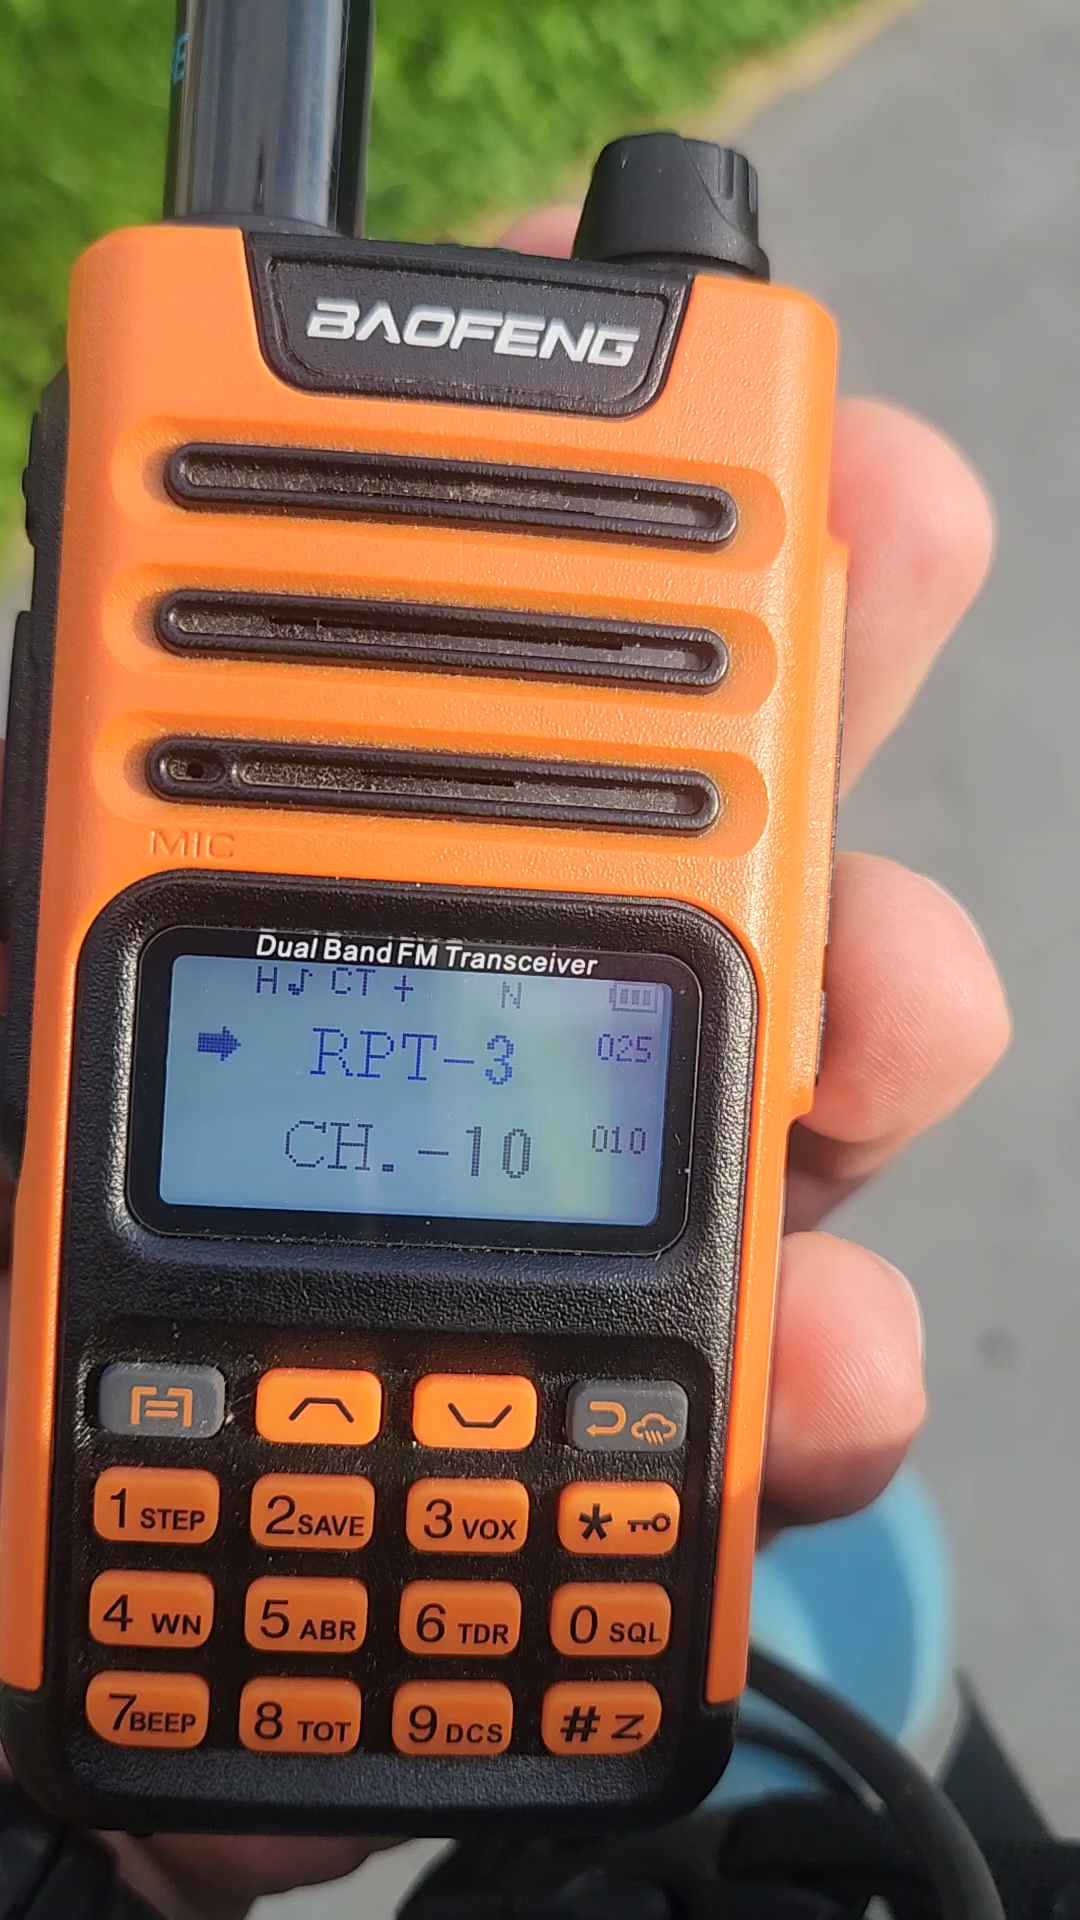 BAOFENG
MIC
Dual Band FM Transceiver
H♪ CT + N
RPT-3 025
CH.-10 010
1 STEP 2 SAVE 3 VOX *
4 WN 5 ABR 6 TDR 0 SQL
7 BEEP 8 TOT 9 DCS #